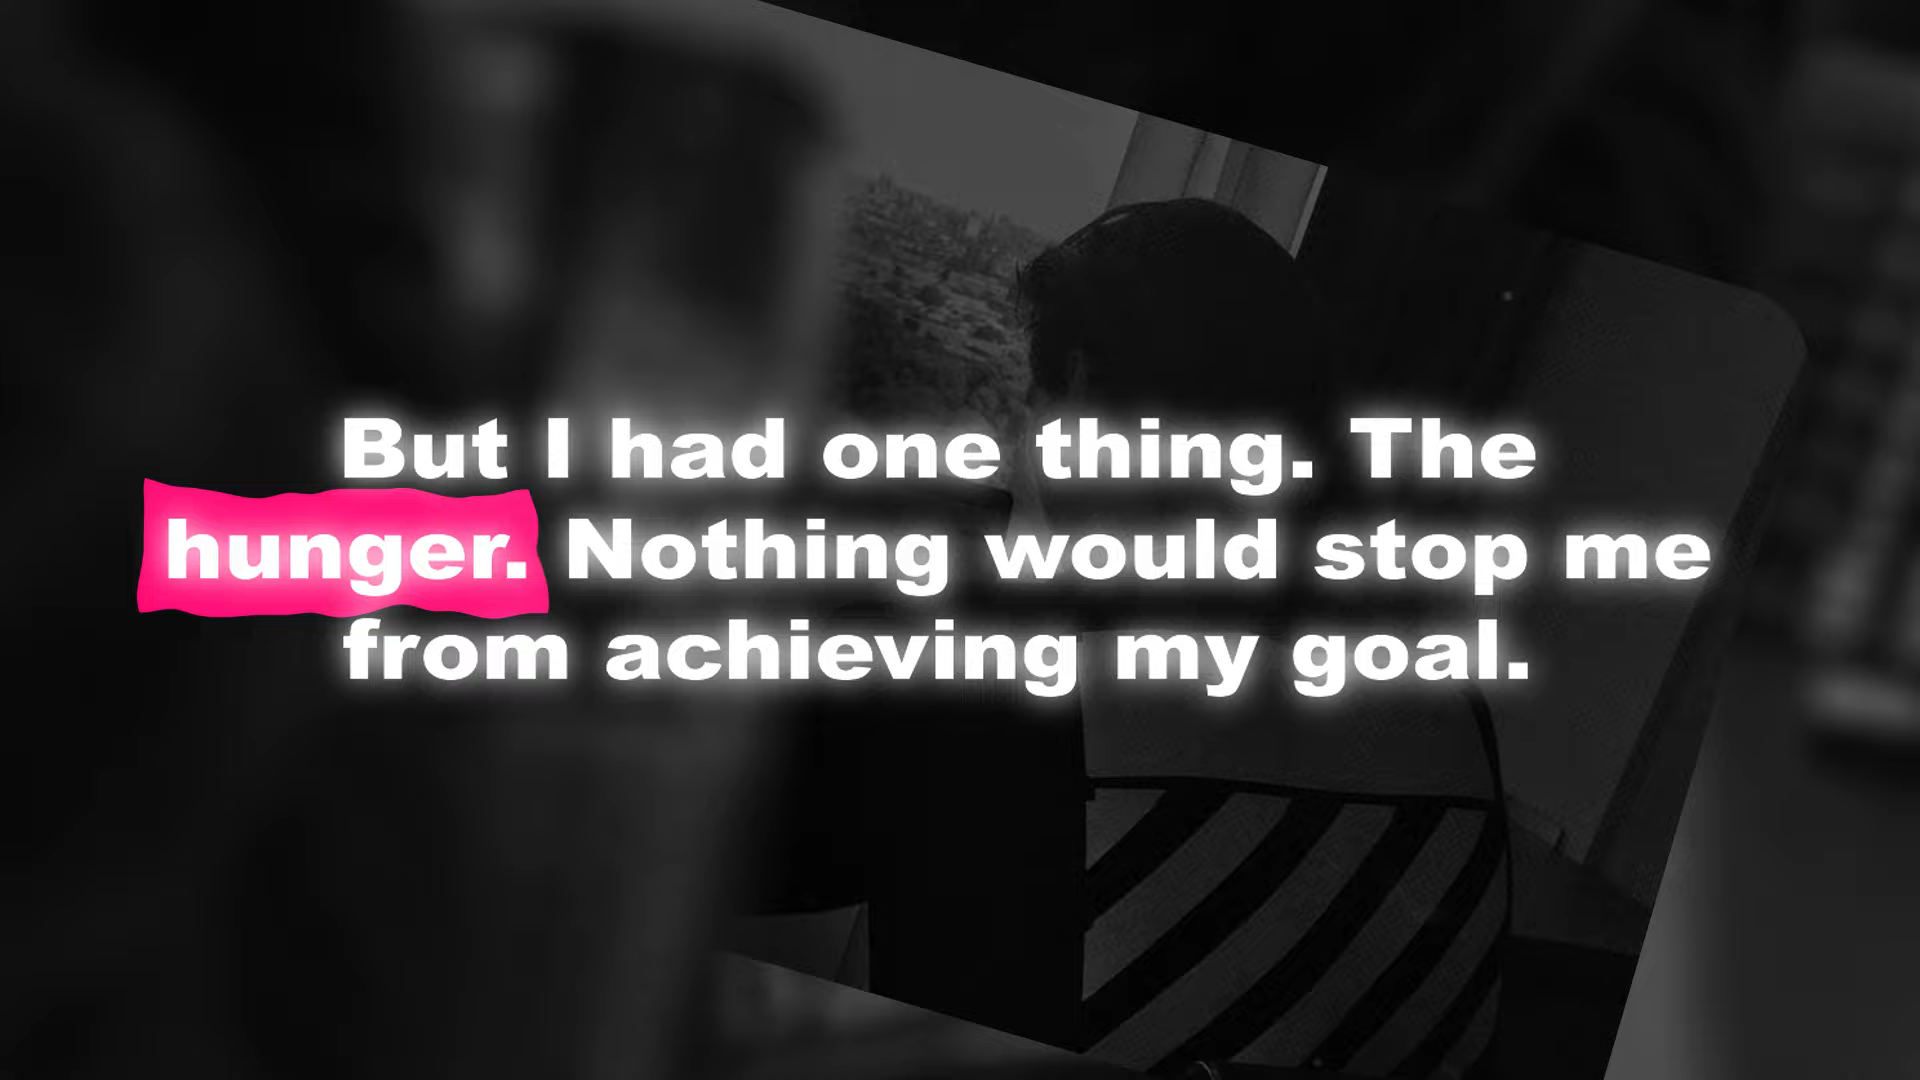 But I had one thing. The
hunger. Nothing would stop me
from achieving my goal.